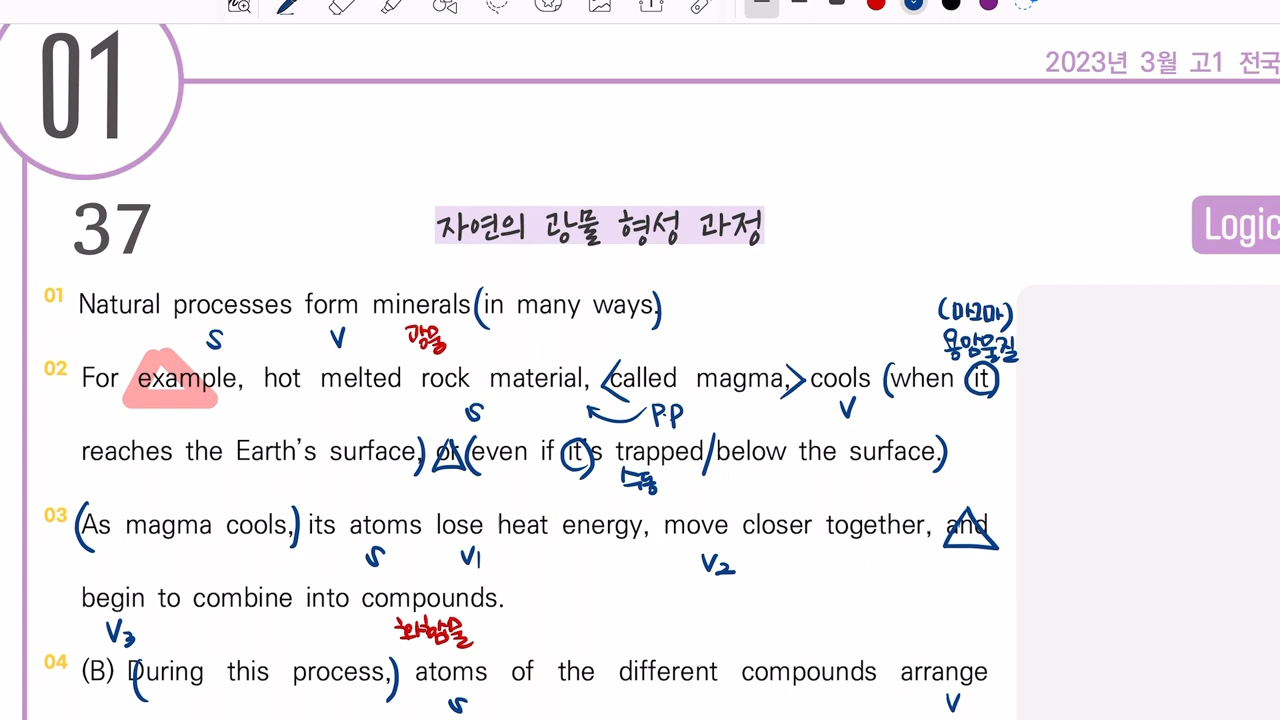 01
2023년 3월 고1 전국
37
자연의 광물 형성 과정
Logic
01 Natural processes form minerals (in many ways.)
S V 광물
(마그마)
용암물질
02 For example, hot melted rock material, <called magma,> cools (when it
S P.P V
reaches the Earth's surface,) or (even if it's trapped/below the surface.)
수동
03 (As magma cools,) its atoms lose heat energy, move closer together, and
S V1 V2
begin to combine into compounds.
V3 화합물
04 (B) (During this process,) atoms of the different compounds arrange
S V